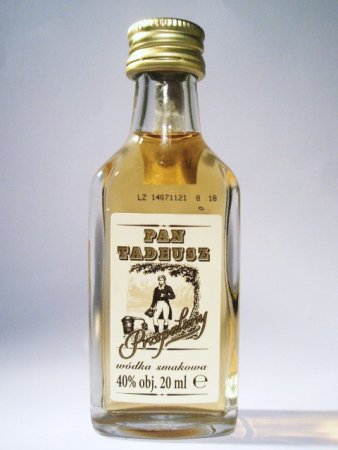 LZ 14071121 8 18
PAN
TADEUSZ
Przepalany
wódka smakowa
40% obj. 20 ml ℮